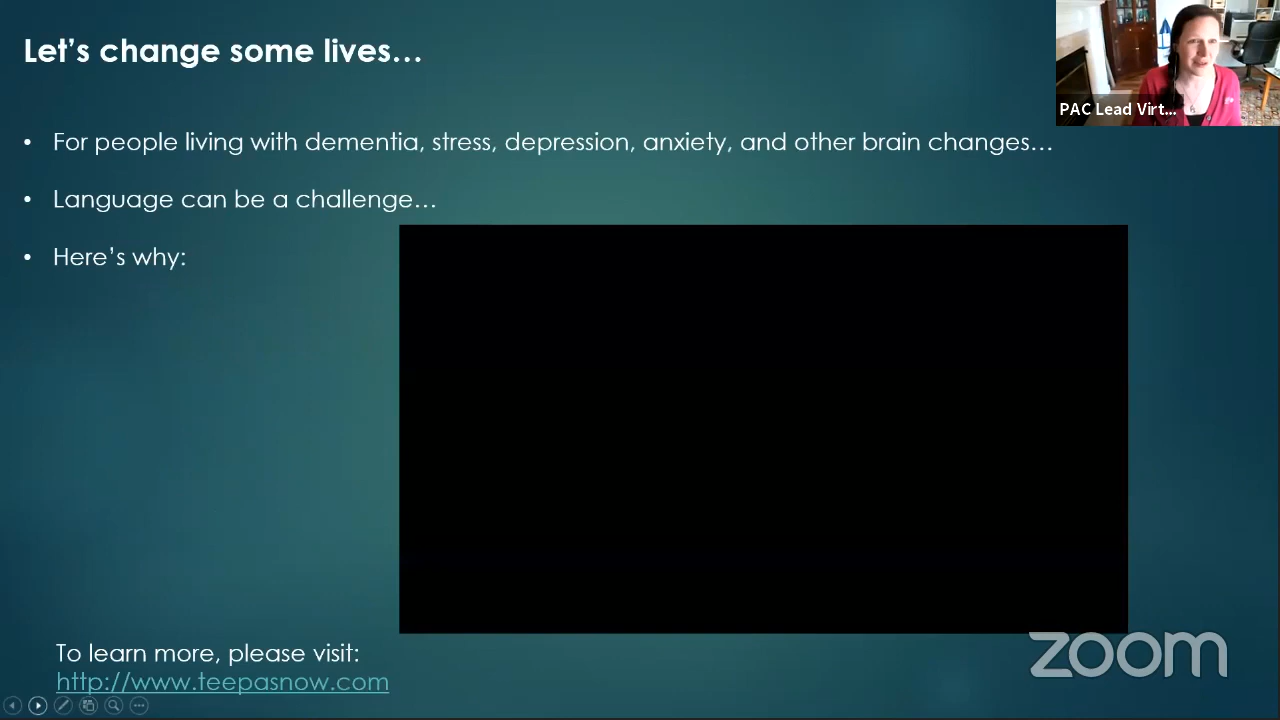 Let’s change some lives…
PAC Lead Virt...
• For people living with dementia, stress, depression, anxiety, and other brain changes…
• Language can be a challenge…
• Here’s why:
To learn more, please visit:
http://www.teepasnow.com
zoom